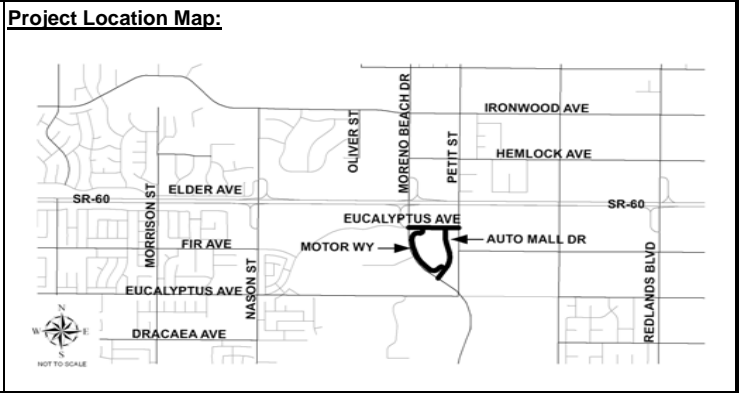 Project Location Map:
IRONWOOD AVE
OLIVER ST
MORENO BEACH DR
PETIT ST
HEMLOCK AVE
MORRISON ST
ELDER AVE
SR-60
SR-60
EUCALYPTUS AVE
MOTOR WY
AUTO MALL DR
FIR AVE
NASON ST
REDLANDS BLVD
EUCALYPTUS AVE
DRACAEA AVE
N
W
E
S
NOT TO SCALE